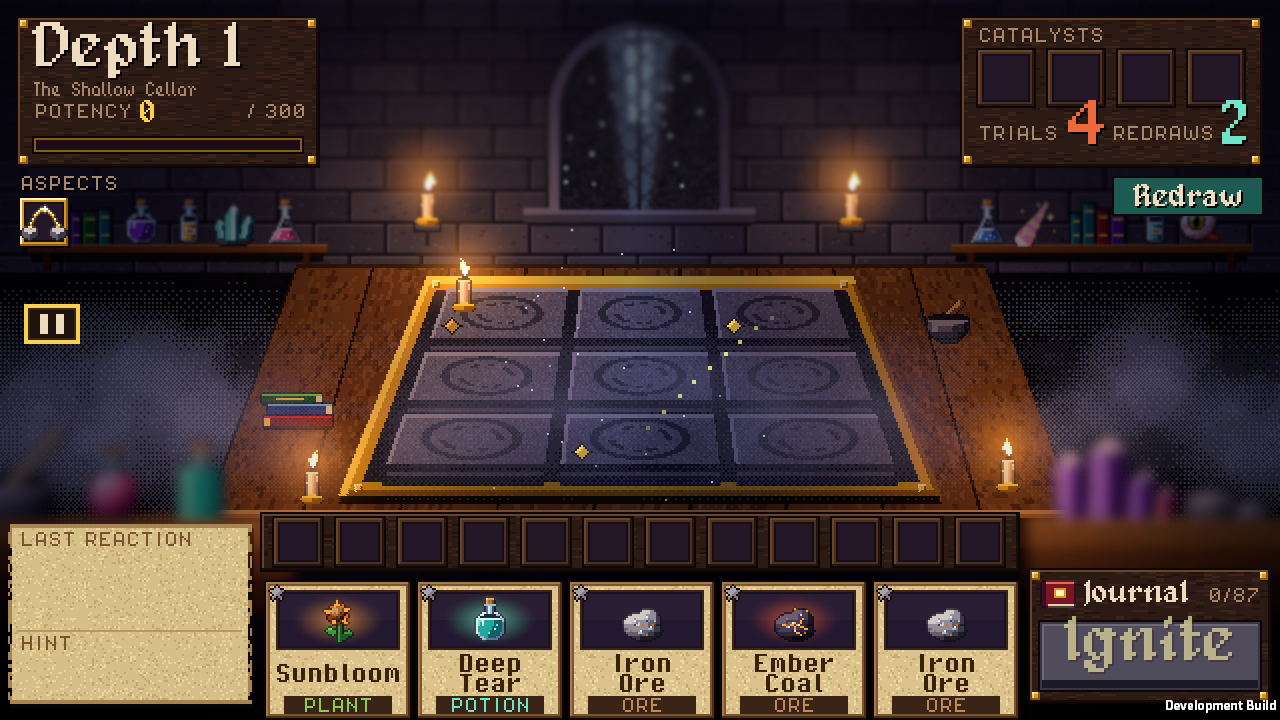 Depth 1
The Shallow Cellar
POTENCY 0 / 300
ASPECTS
CATALYSTS
TRIALS 4 REDRAWS 2
Redraw
LAST REACTION
HINT
Sunbloom
PLANT
Deep
Tear
POTION
Iron
Ore
ORE
Ember
Coal
ORE
Iron
Ore
ORE
Journal 0/87
Ignite
Development Build